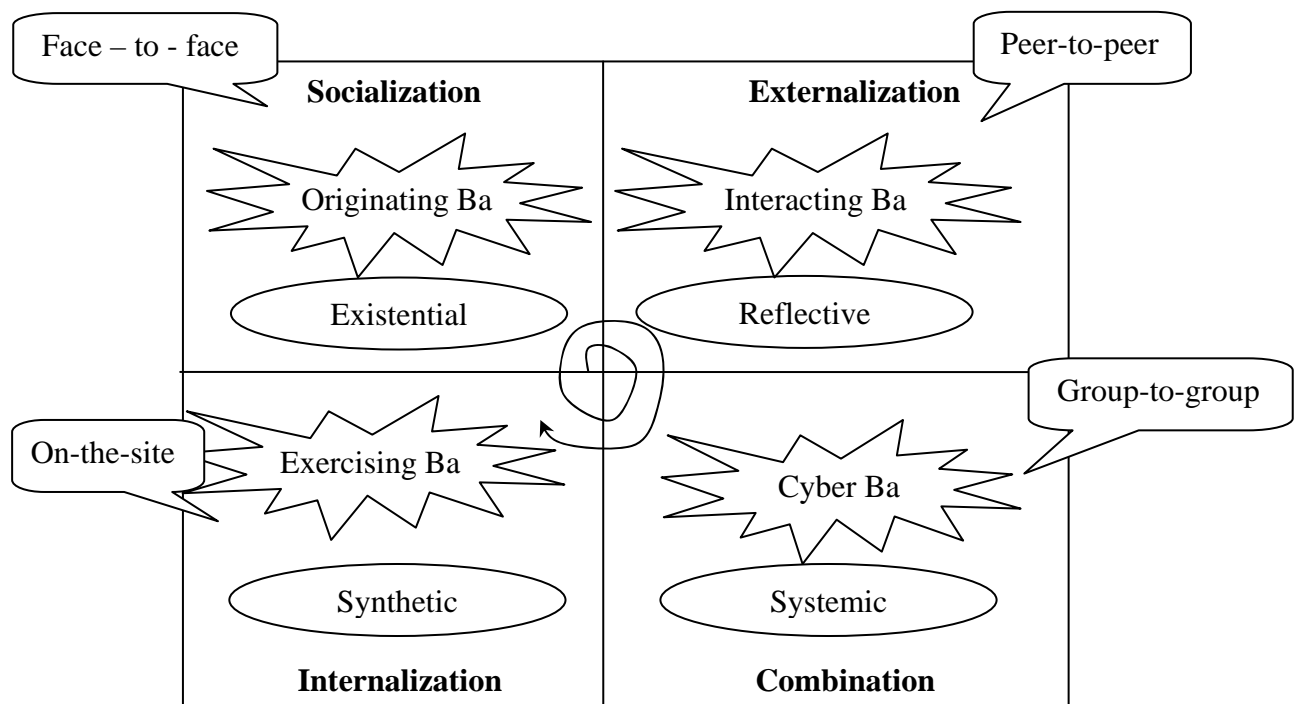 Face – to - face
Peer-to-peer
Socialization
Externalization
Originating Ba
Interacting Ba
Existential
Reflective
Group-to-group
On-the-site
Exercising Ba
Cyber Ba
Synthetic
Systemic
Internalization
Combination